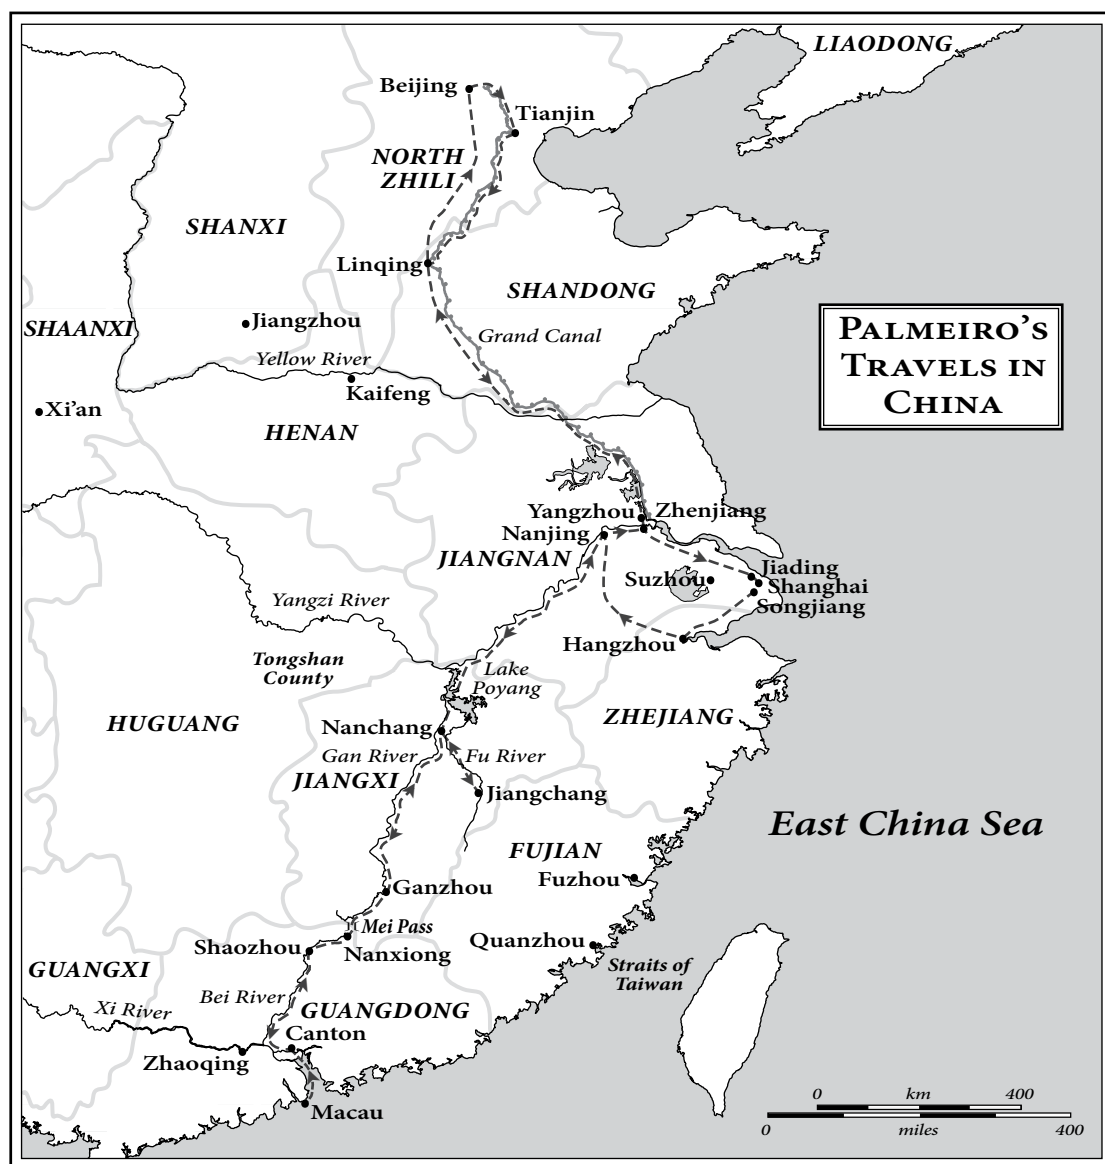 LIAODONG
Beijing
Tianjin
NORTH
ZHILI
SHANXI
Linqing
SHANDONG
SHAANXI
Jiangzhou
Grand Canal
PALMEIRO'S
TRAVELS IN
CHINA
Yellow River
Kaifeng
Xi'an
HENAN
Yangzhou
Zhenjiang
Nanjing
JIANGNAN
Jiading
Suzhou
Shanghai
Songjiang
Yangzi River
Hangzhou
Tongshan
County
Lake
Poyang
HUGUANG
ZHEJIANG
Nanchang
Gan River
Fu River
JIANGXI
Jiangchang
East China Sea
FUJIAN
Fuzhou
Ganzhou
Mei Pass
Shaozhou
Nanxiong
Quanzhou
Straits of
Taiwan
GUANGXI
Bei River
Xi River
GUANGDONG
Canton
Zhaoqing
Macau
0 km 400
0 miles 400